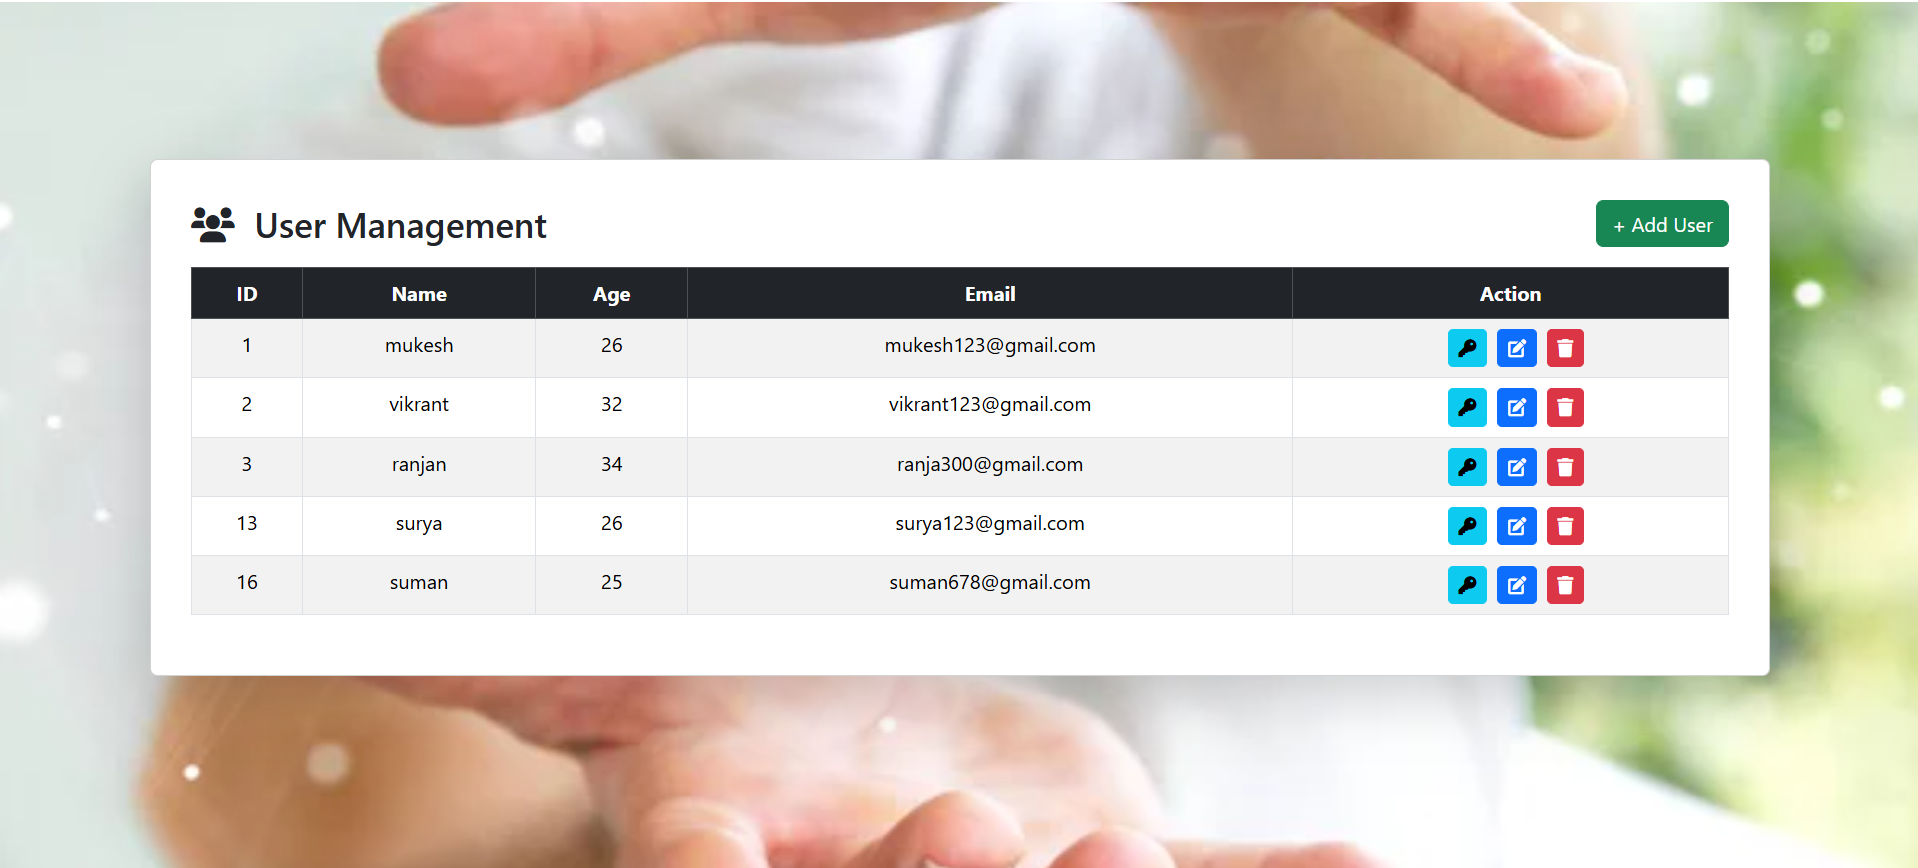 User Management
+ Add User
ID Name Age Email Action
1 mukesh 26 mukesh123@gmail.com
2 vikrant 32 vikrant123@gmail.com
3 ranjan 34 ranja300@gmail.com
13 surya 26 surya123@gmail.com
16 suman 25 suman678@gmail.com